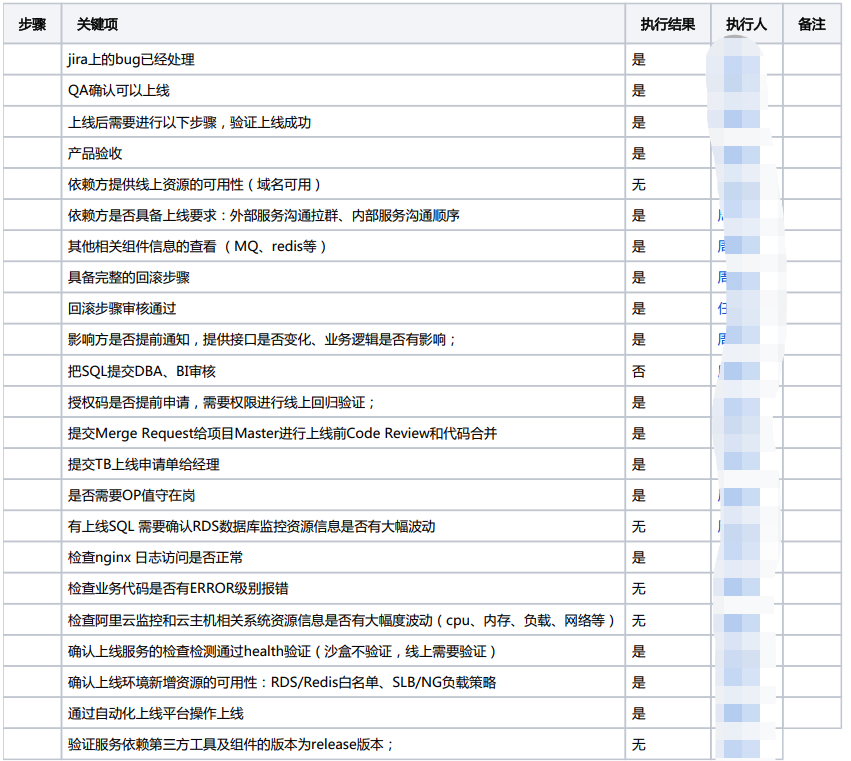 步骤 关键项 执行结果 执行人 备注
jira上的bug已经处理 是
QA确认可以上线 是
上线后需要进行以下步骤，验证上线成功 是
产品验收 是
依赖方提供线上资源的可用性（域名可用） 无
依赖方是否具备上线要求：外部服务沟通拉群、内部服务沟通顺序 是
其他相关组件信息的查看 （MQ、redis等） 是 周
具备完整的回滚步骤 是 周
回滚步骤审核通过 是 任
影响方是否提前通知，提供接口是否变化、业务逻辑是否有影响； 是 周
把SQL提交DBA、BI审核 否
授权码是否提前申请，需要权限进行线上回归验证； 是
提交Merge Request给项目Master进行上线前Code Review和代码合并 是
提交TB上线申请单给经理 是
是否需要OP值守在岗 是
有上线SQL 需要确认RDS数据库监控资源信息是否有大幅波动 无
检查nginx 日志访问是否正常 是
检查业务代码是否有ERROR级别报错 无
检查阿里云监控和云主机相关系统资源信息是否有大幅度波动（cpu、内存、负载、网络等） 无
确认上线服务的检查检测通过health验证（沙盒不验证，线上需要验证） 是
确认上线环境新增资源的可用性：RDS/Redis白名单、SLB/NG负载策略 是
通过自动化上线平台操作上线 是
验证服务依赖第三方工具及组件的版本为release版本； 无